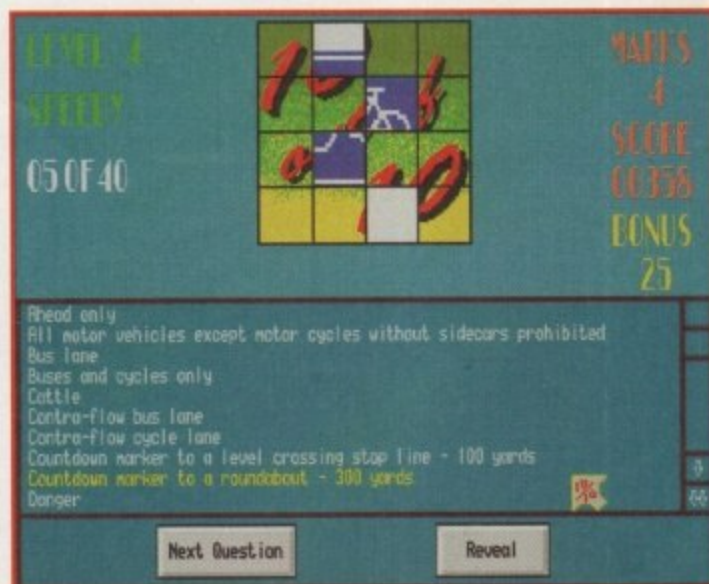 LEVEL 4
SPEEDY
05 OF 40
10
MARKS
4
SCORE
00358
BONUS
25
Ahead only
All motor vehicles except motor cycles without sidecars prohibited
Bus lane
Buses and cycles only
Cattle
Contra-flow bus lane
Contra-flow cycle lane
Countdown marker to a level crossing stop line - 100 yards
Countdown marker to a roundabout - 300 yards
Danger
Next Question
Reveal